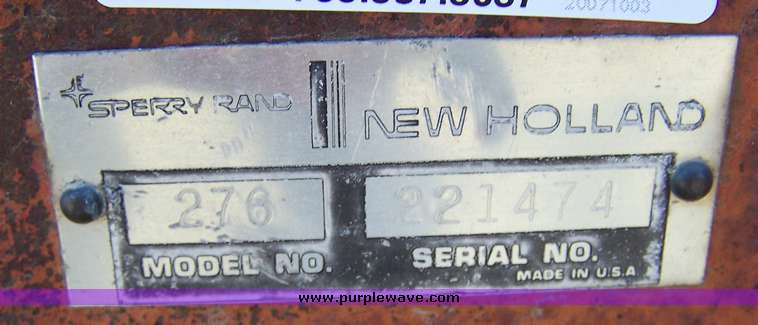 20071003
SPERRY RAND NEW HOLLAND
276 221474
MODEL NO. SERIAL NO.
MADE IN U.S.A
www.purplewave.com